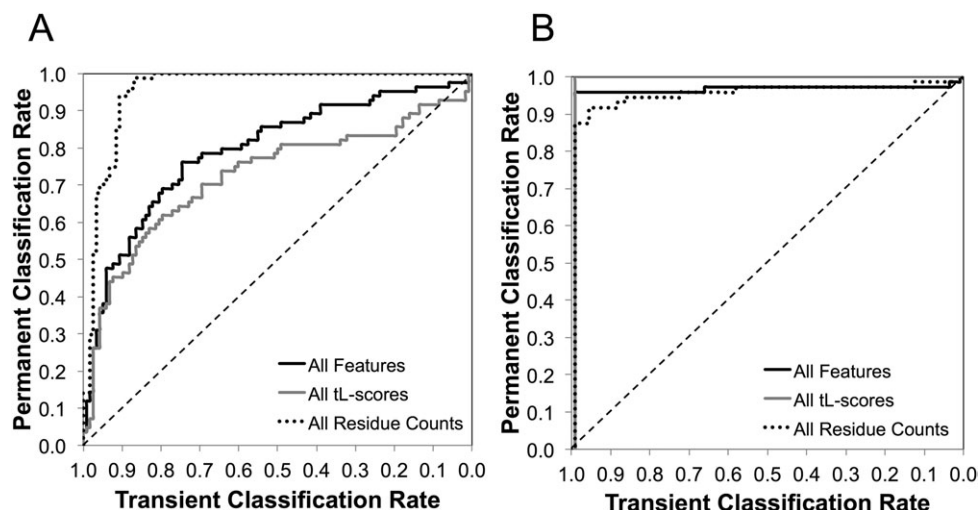 A
Permanent Classification Rate
1.0
0.9
0.8
0.7
0.6
0.5
0.4
0.3
0.2
0.1
0.0
All Features
All tL-scores
All Residue Counts
1.0 0.9 0.8 0.7 0.6 0.5 0.4 0.3 0.2 0.1 0.0
Transient Classification Rate
B
Permanent Classification Rate
1.0
0.9
0.8
0.7
0.6
0.5
0.4
0.3
0.2
0.1
0.0
All Features
All tL-scores
All Residue Counts
1.0 0.9 0.8 0.7 0.6 0.5 0.4 0.3 0.2 0.1 0.0
Transient Classification Rate